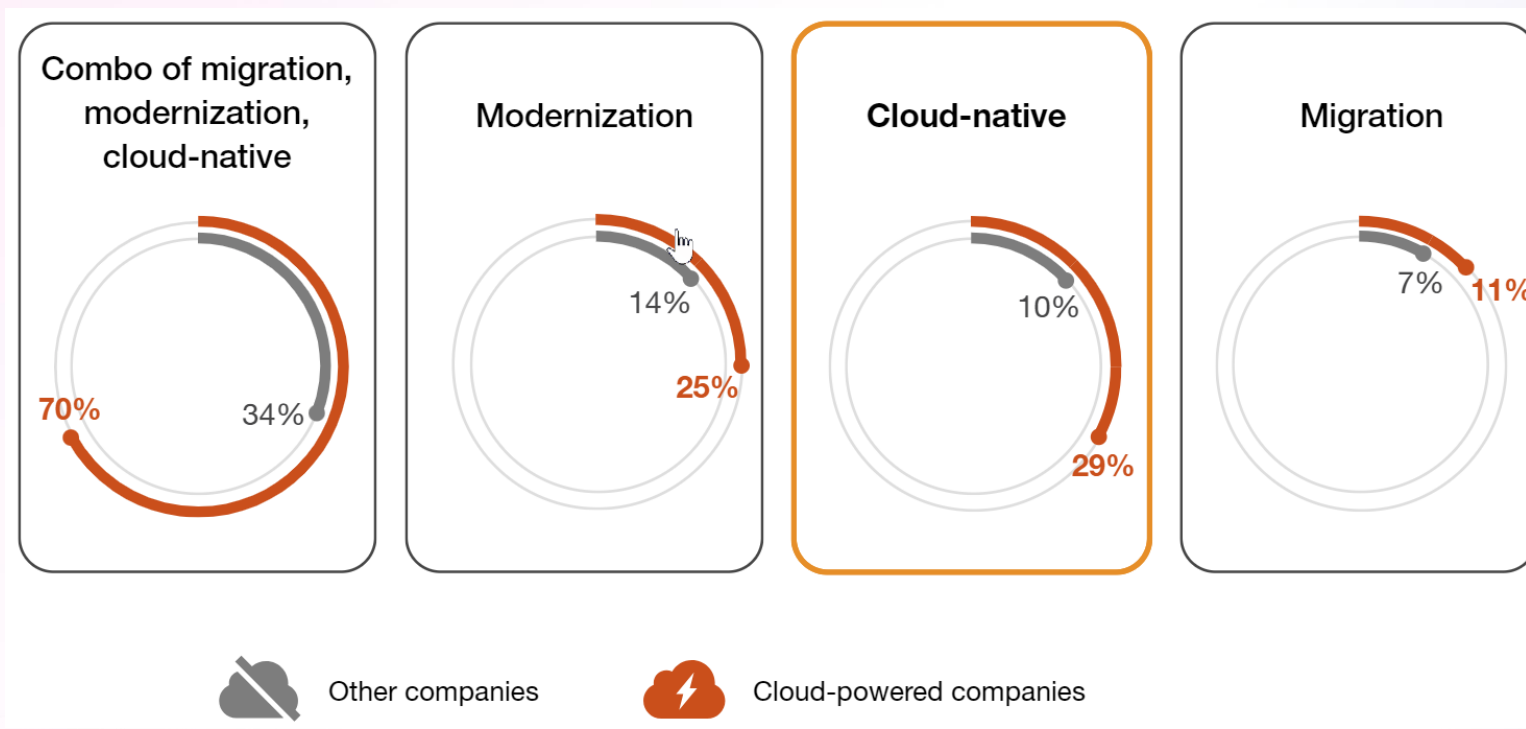 Combo of migration,
modernization,
cloud-native
70%
34%
Modernization
14%
25%
Cloud-native
10%
29%
Migration
7%
11%
Other companies
Cloud-powered companies